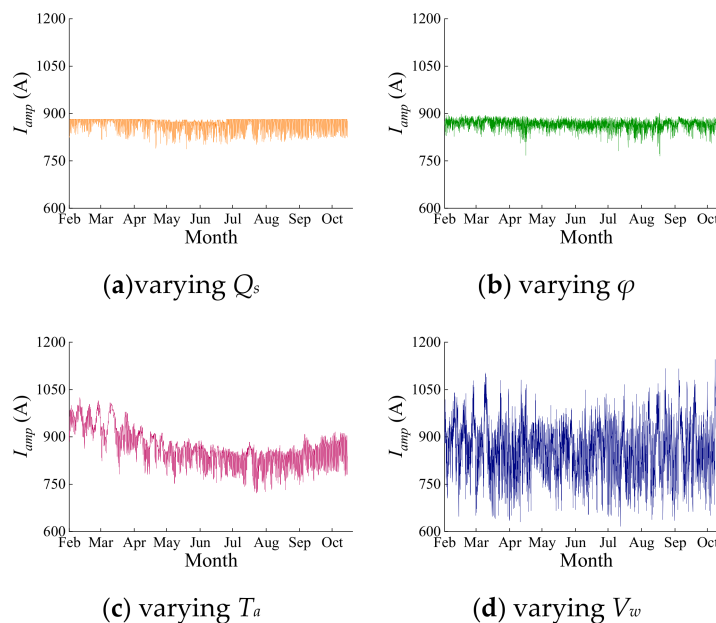 1200
1050
900
750
600
I_amp (A)
Feb Mar Apr May Jun Jul Aug Sep Oct
Month
(a)varying Q_s
1200
1050
900
750
600
I_amp (A)
Feb Mar Apr May Jun Jul Aug Sep Oct
Month
(b) varying φ
1200
1050
900
750
600
I_amp (A)
Feb Mar Apr May Jun Jul Aug Sep Oct
Month
(c) varying T_a
1200
1050
900
750
600
I_amp (A)
Feb Mar Apr May Jun Jul Aug Sep Oct
Month
(d) varying V_w